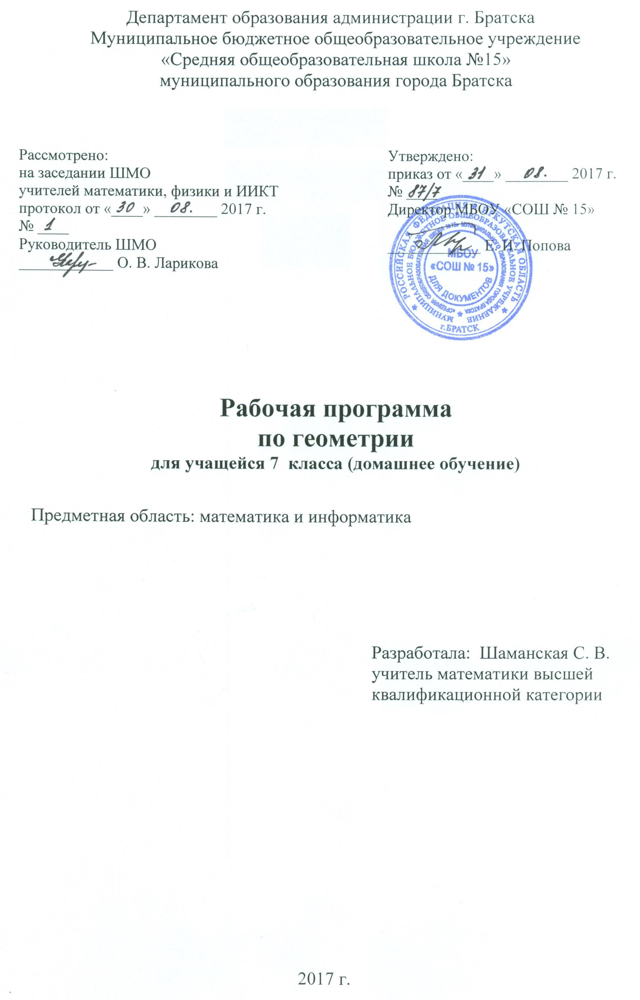 Департамент образования администрации г. Братска
Муниципальное бюджетное общеобразовательное учреждение
«Средняя общеобразовательная школа №15»
муниципального образования города Братска
Рассмотрено:
на заседании ШМО
учителей математики, физики и ИИКТ
протокол от «30» 08. 2017 г.
№ 1
Руководитель ШМО
О. В. Ларикова
Утверждено:
приказ от «31» 08. 2017 г.
№ 87/7
Директор МБОУ «СОШ № 15»
Е. И. Попова
РОССИЙСКАЯ ФЕДЕРАЦИЯ * ИРКУТСКАЯ ОБЛАСТЬ *
г.БРАТСК
МУНИЦИПАЛЬНОЕ БЮДЖЕТНОЕ ОБЩЕОБРАЗОВАТЕЛЬНОЕ УЧРЕЖДЕНИЕ
«СРЕДНЯЯ ОБЩЕОБРАЗОВАТЕЛЬНАЯ ШКОЛА №15» МУНИЦИПАЛЬНОГО ОБРАЗОВАНИЯ ГОРОДА БРАТСКА *
МБОУ
«СОШ № 15»
ДЛЯ ДОКУМЕНТОВ
Рабочая программа
по геометрии
для учащейся 7 класса (домашнее обучение)
Предметная область: математика и информатика
Разработала: Шаманская С. В.
учитель математики высшей
квалификационной категории
2017 г.